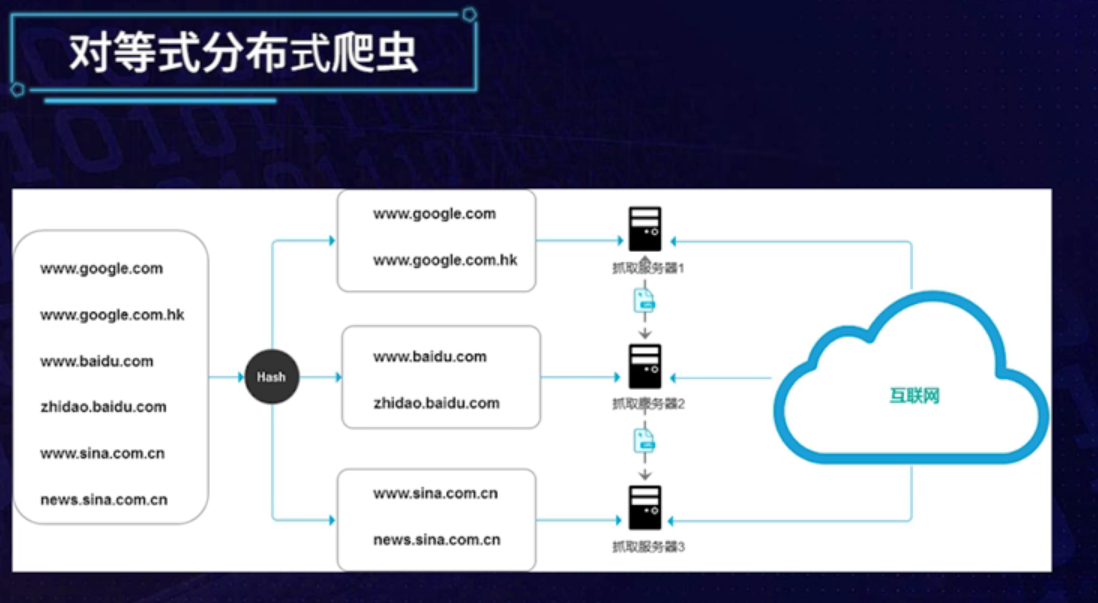 对等式分布式爬虫
www.google.com
www.google.com.hk
www.baidu.com
zhidao.baidu.com
www.sina.com.cn
news.sina.com.cn
Hash
www.google.com
www.google.com.hk
www.baidu.com
zhidao.baidu.com
www.sina.com.cn
news.sina.com.cn
抓取服务器1
抓取服务器2
抓取服务器3
互联网